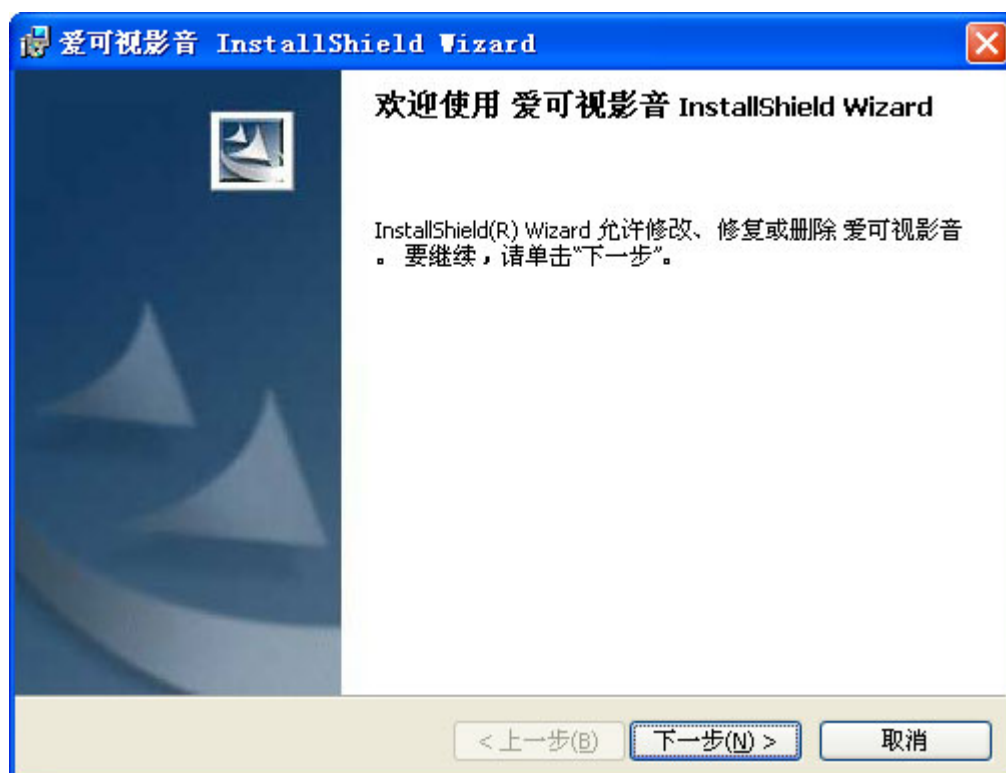 爱可视影音 InstallShield Wizard
欢迎使用 爱可视影音 InstallShield Wizard
InstallShield(R) Wizard 允许修改、修复或删除 爱可视影音
。 要继续，请单击“下一步”。
< 上一步(B) 下一步(N) > 取消